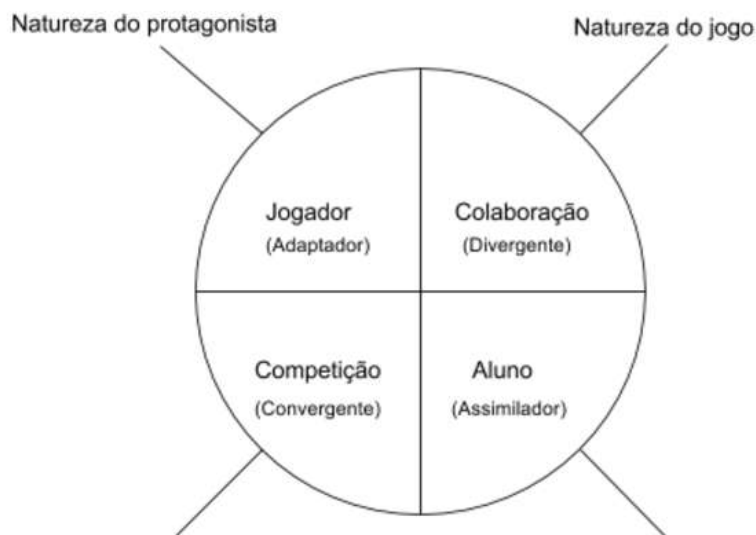 Natureza do protagonista
Natureza do jogo
Jogador
(Adaptador)
Colaboração
(Divergente)
Competição
(Convergente)
Aluno
(Assimilador)